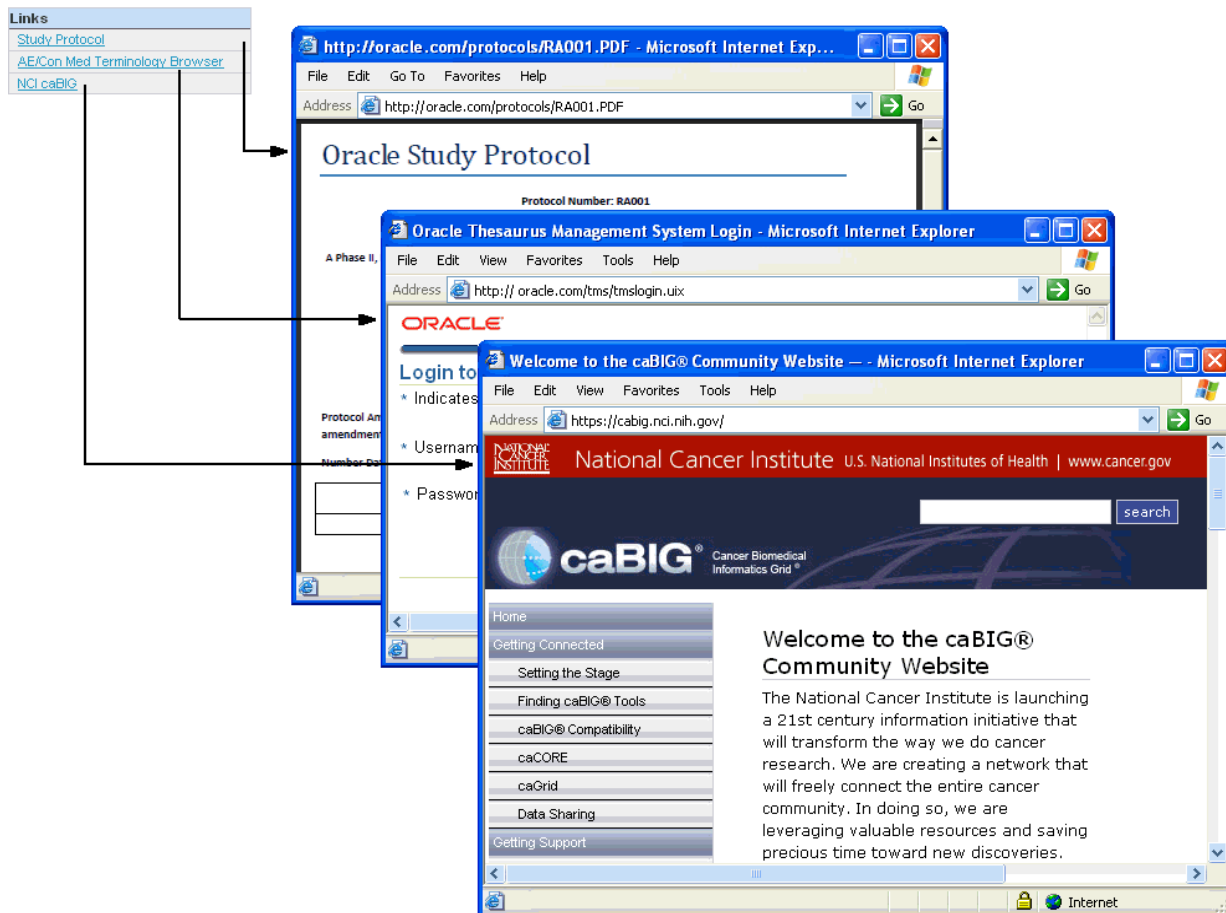 Links
Study Protocol
AE/Con Med Terminology Browser
NCI caBIG
http://oracle.com/protocols/RA001.PDF - Microsoft Internet Exp...
File Edit Go To Favorites Help
Address http://oracle.com/protocols/RA001.PDF Go
Oracle Study Protocol
Protocol Number: RA001
A Phase II,
Protocol Am
amendment
Number Da
Oracle Thesaurus Management System Login - Microsoft Internet Explorer
File Edit View Favorites Tools Help
Address http:// oracle.com/tms/tmslogin.uix Go
ORACLE
Login to
* Indicates
* Usernam
* Passwor
Welcome to the caBIG® Community Website — - Microsoft Internet Explorer
File Edit View Favorites Tools Help
Address https://cabig.nci.nih.gov/ Go
NATIONAL CANCER INSTITUTE National Cancer Institute U.S. National Institutes of Health | www.cancer.gov
search
caBIG® Cancer Biomedical
Informatics Grid ®
Home
Getting Connected
Setting the Stage
Finding caBIG® Tools
caBIG® Compatibility
caCORE
caGrid
Data Sharing
Getting Support
Welcome to the caBIG®
Community Website
The National Cancer Institute is launching
a 21st century information initiative that
will transform the way we do cancer
research. We are creating a network that
will freely connect the entire cancer
community. In doing so, we are
leveraging valuable resources and saving
precious time toward new discoveries.
Internet